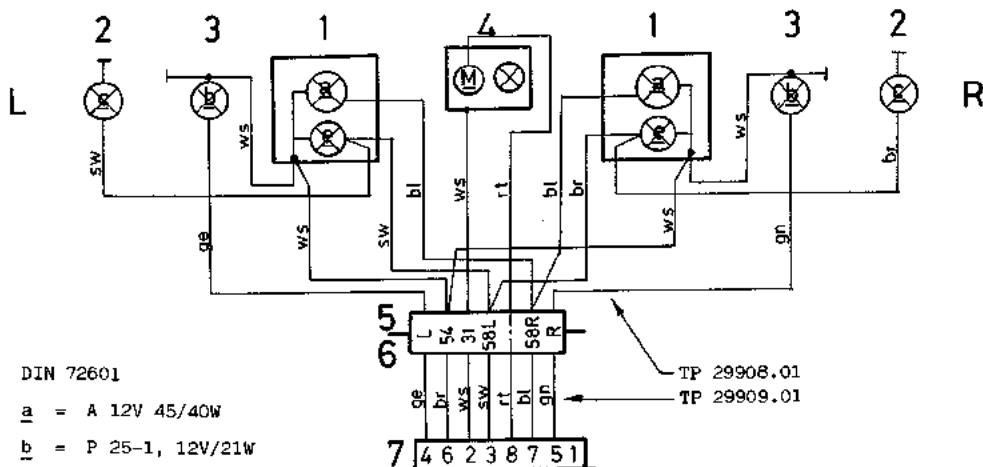 2 3 1 4 1 3 2
L R
c b a M a b c
e e
ws ws
sw ge ws sw bl ws rt bl br ws gn br
5 L 54 31 58L 58R R
6
TP 29908.01
DIN 72601
ge br ws sw rt bl gn
TP 29909.01
a = A 12V 45/40W
b = P 25-1, 12V/21W
7 4 6 2 3 8 7 5 1